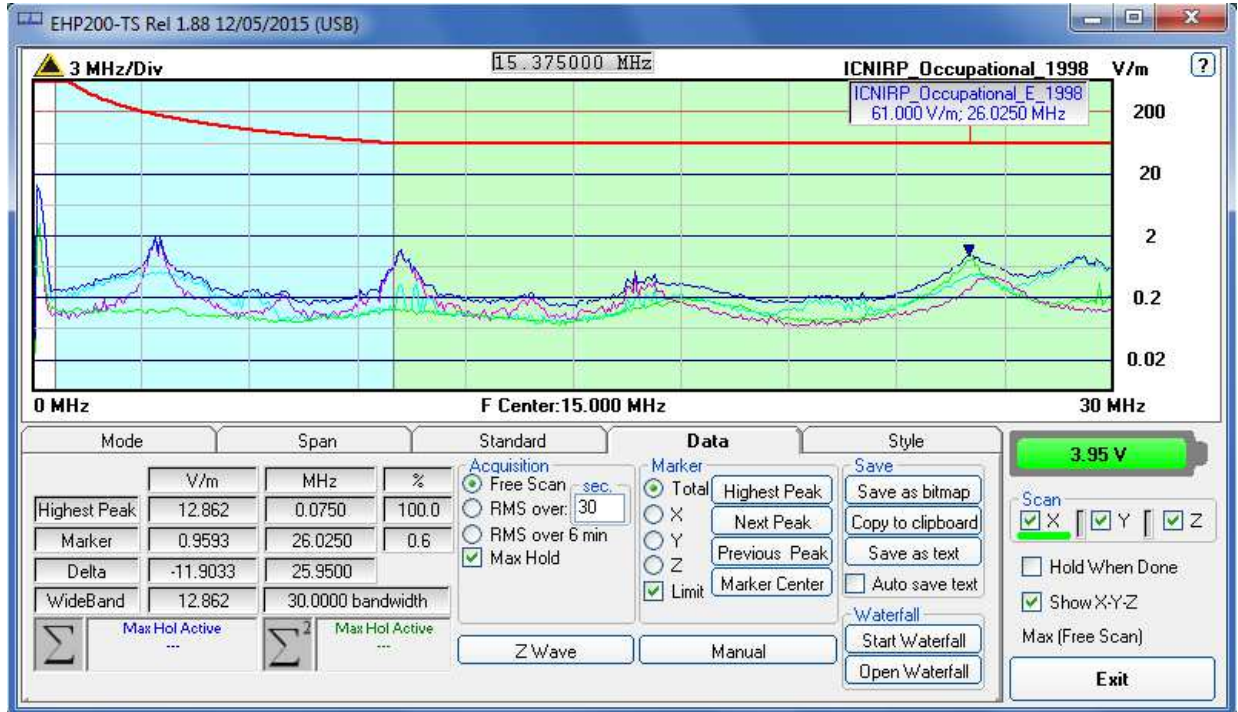 EHP200-TS Rel 1.88 12/05/2015 (USB)
3 MHz/Div
15.375000 MHz
ICNIRP_Occupational_1998 V/m ?
ICNIRP_Occupational_E_1998
61.000 V/m; 26.0250 MHz
200
20
2
0.2
0.02
0 MHz F Center:15.000 MHz 30 MHz
Mode Span Standard Data Style
V/m MHz %
Highest Peak 12.862 0.0750 100.0
Marker 0.9593 26.0250 0.6
Delta -11.9033 25.9500
WideBand 12.862 30.0000 bandwidth
Σ Max Hol Active
---
Σ2 Max Hol Active
---
Acquisition
Free Scan sec.
RMS over: 30
RMS over 6 min
Max Hold
Z Wave
Marker
Total Highest Peak
X Next Peak
Y Previous Peak
Z
Limit Marker Center
Manual
Save
Save as bitmap
Copy to clipboard
Save as text
Auto save text
Waterfall
Start Waterfall
Open Waterfall
3.95 V
Scan
X Y Z
Hold When Done
Show X-Y-Z
Max (Free Scan)
Exit